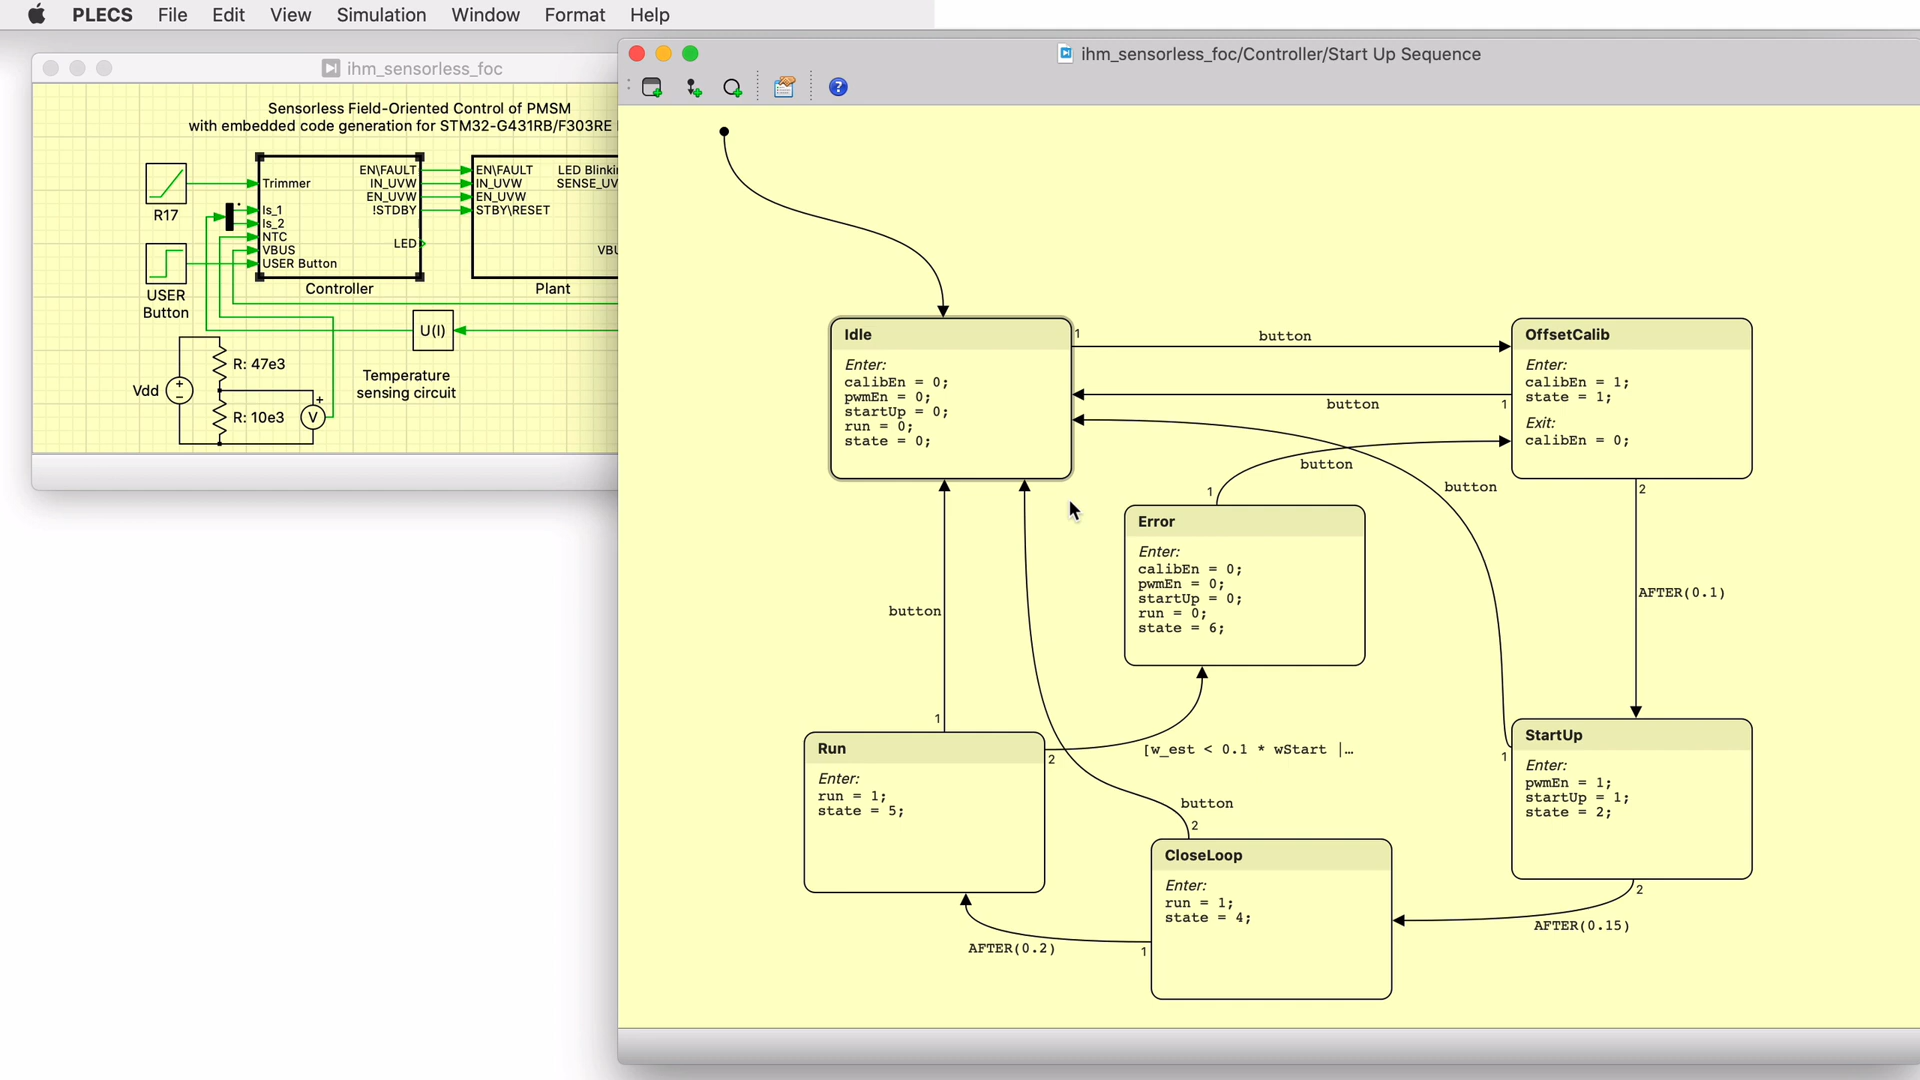 PLECS File Edit View Simulation Window Format Help
ihm_sensorless_foc
Sensorless Field-Oriented Control of PMSM
with embedded code generation for STM32-G431RB/F303RE
R17
Trimmer
Is_1
Is_2
NTC
VBUS
USER Button
EN\FAULT
IN_UVW
EN_UVW
!STDBY
LED
Controller
EN\FAULT
IN_UVW
EN_UVW
STBY\RESET
LED Blinki
SENSE_UV
VBU
Plant
USER
Button
U(I)
Vdd
R: 47e3
R: 10e3
V
Temperature
sensing circuit
ihm_sensorless_foc/Controller/Start Up Sequence
?
Idle
Enter:
calibEn = 0;
pwmEn = 0;
startUp = 0;
run = 0;
state = 0;
1
button
OffsetCalib
Enter:
calibEn = 1;
state = 1;
Exit:
calibEn = 0;
button
1
button
1
button
2
Error
Enter:
calibEn = 0;
pwmEn = 0;
startUp = 0;
run = 0;
state = 6;
AFTER(0.1)
button
1
Run
Enter:
run = 1;
state = 5;
2
[w_est < 0.1 * wStart |…
StartUp
Enter:
pwmEn = 1;
startUp = 1;
state = 2;
1
button
2
CloseLoop
Enter:
run = 1;
state = 4;
2
AFTER(0.15)
AFTER(0.2)
1